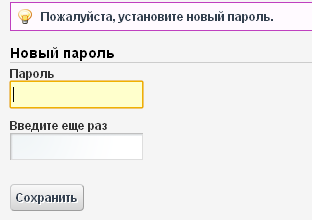 Пожалуйста, установите новый пароль.
Новый пароль
Пароль
Введите еще раз
Сохранить